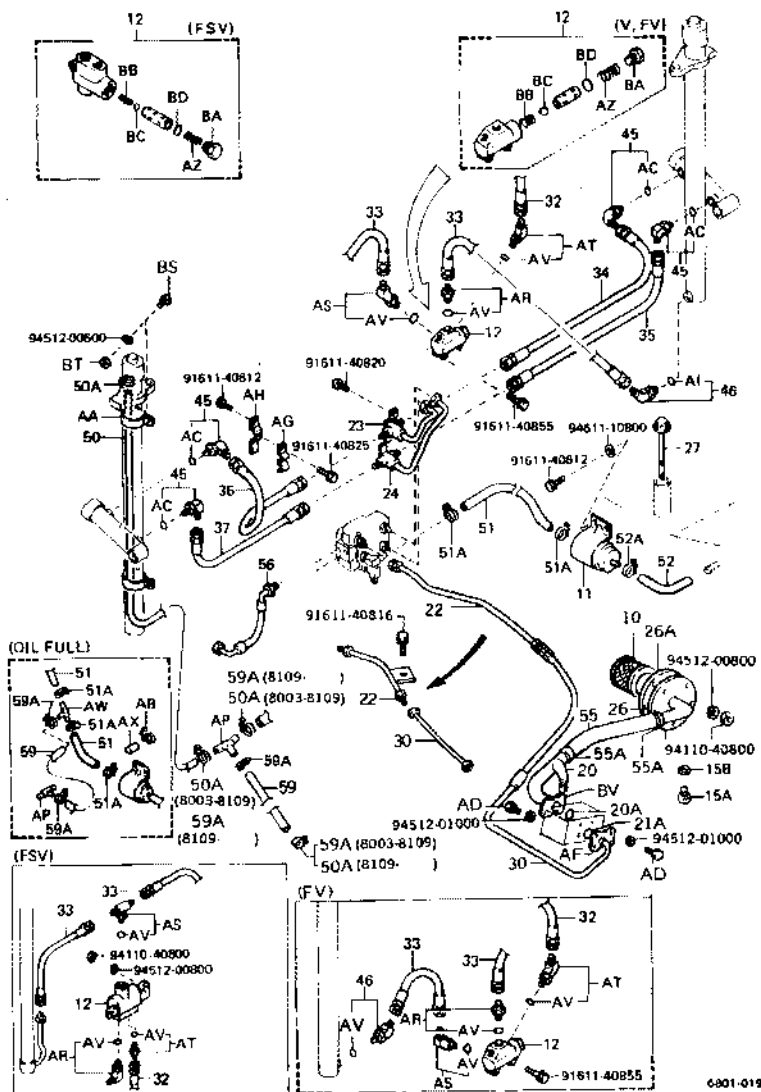 12
(FSV)
BB
BC
BD
BA
AZ
12
(V, FV)
BD
BC
BB
AZ
BA
45
AC
33
33
32
AT
AV
AS
AV
AR
AV
12
AC
45
34
35
BS
94512-00800
BT
50A
AA
50
91611-40820
91611-40812
AH
45
AG
AC
23
91611-40825
24
AI
46
91611-40855
94611-10800
91611-40812
27
45
AC
36
37
51
51A
51A
52A
52
11
56
91611-40816
22
22
30
10
26A
94512-00800
26
55
55A
55A
94110-40800
15B
15A
20
BV
20A
21A
AD
94512-01000
94512-01000
AF
30
AD
(OIL FULL)
51
51A
59A
AW
51A
AX
AB
51
59
51A
AP
59A
59A (8109- )
50A (8003-8109)
AP
59A
50A
(8003-8109)
59
59A
(8109- )
59A (8003-8109)
50A (8109- )
(FSV)
33
33
AS
AV
94110-40800
94512-00800
12
AV
AR
AV
AT
32
(FV)
32
33
33
46
AV
AR
AV
AV
AS
AT
AV
12
91611-40855
6801-019